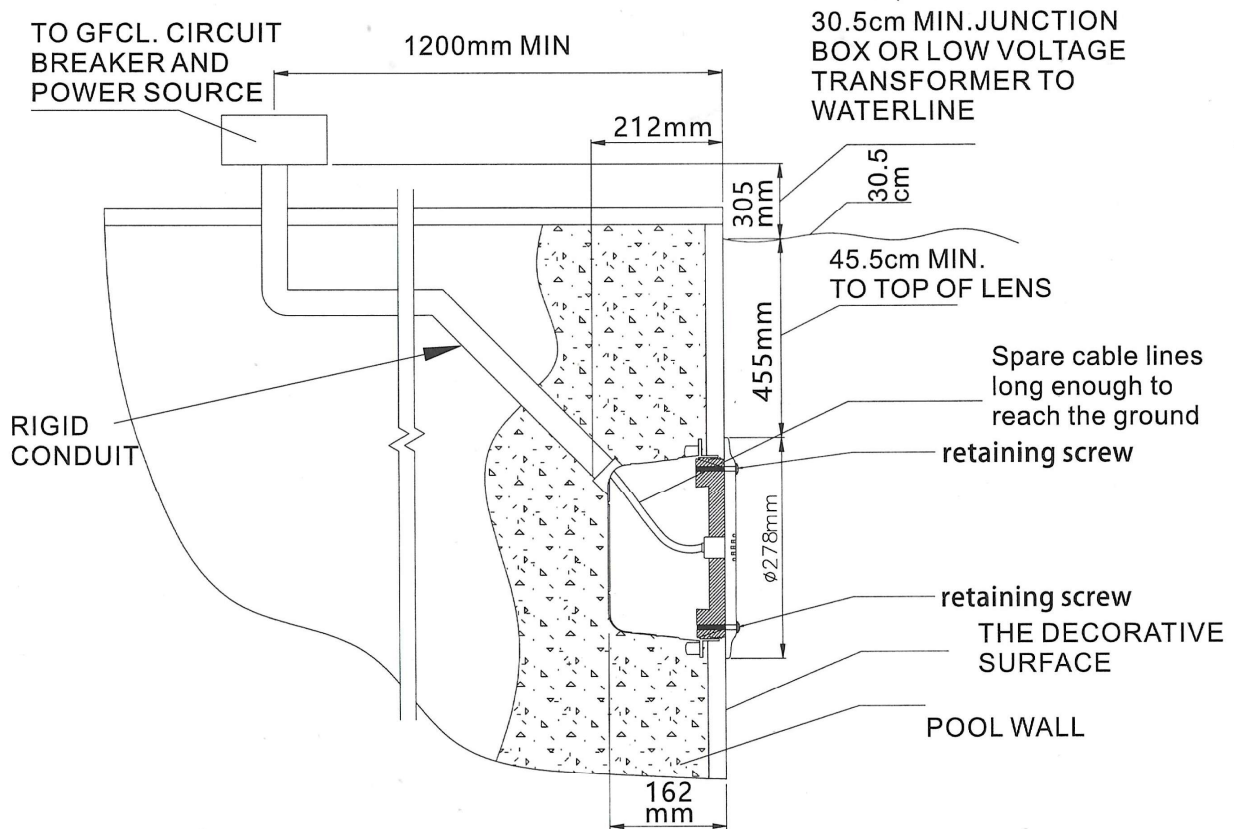 TO GFCL. CIRCUIT
BREAKER AND
POWER SOURCE
1200mm MIN
30.5cm MIN.JUNCTION
BOX OR LOW VOLTAGE
TRANSFORMER TO
WATERLINE
212mm
305
mm
30.5
cm
45.5cm MIN.
TO TOP OF LENS
455mm
Spare cable lines
long enough to
reach the ground
RIGID
CONDUIT
retaining screw
ϕ278mm
retaining screw
THE DECORATIVE
SURFACE
POOL WALL
162
mm